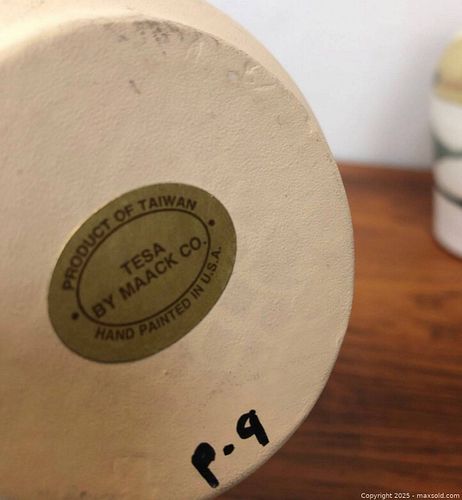 PRODUCT OF TAIWAN
TESA
BY MAACK CO.
HAND PAINTED IN U.S.A.
P-9
Copyright 2025 - maxsold.com